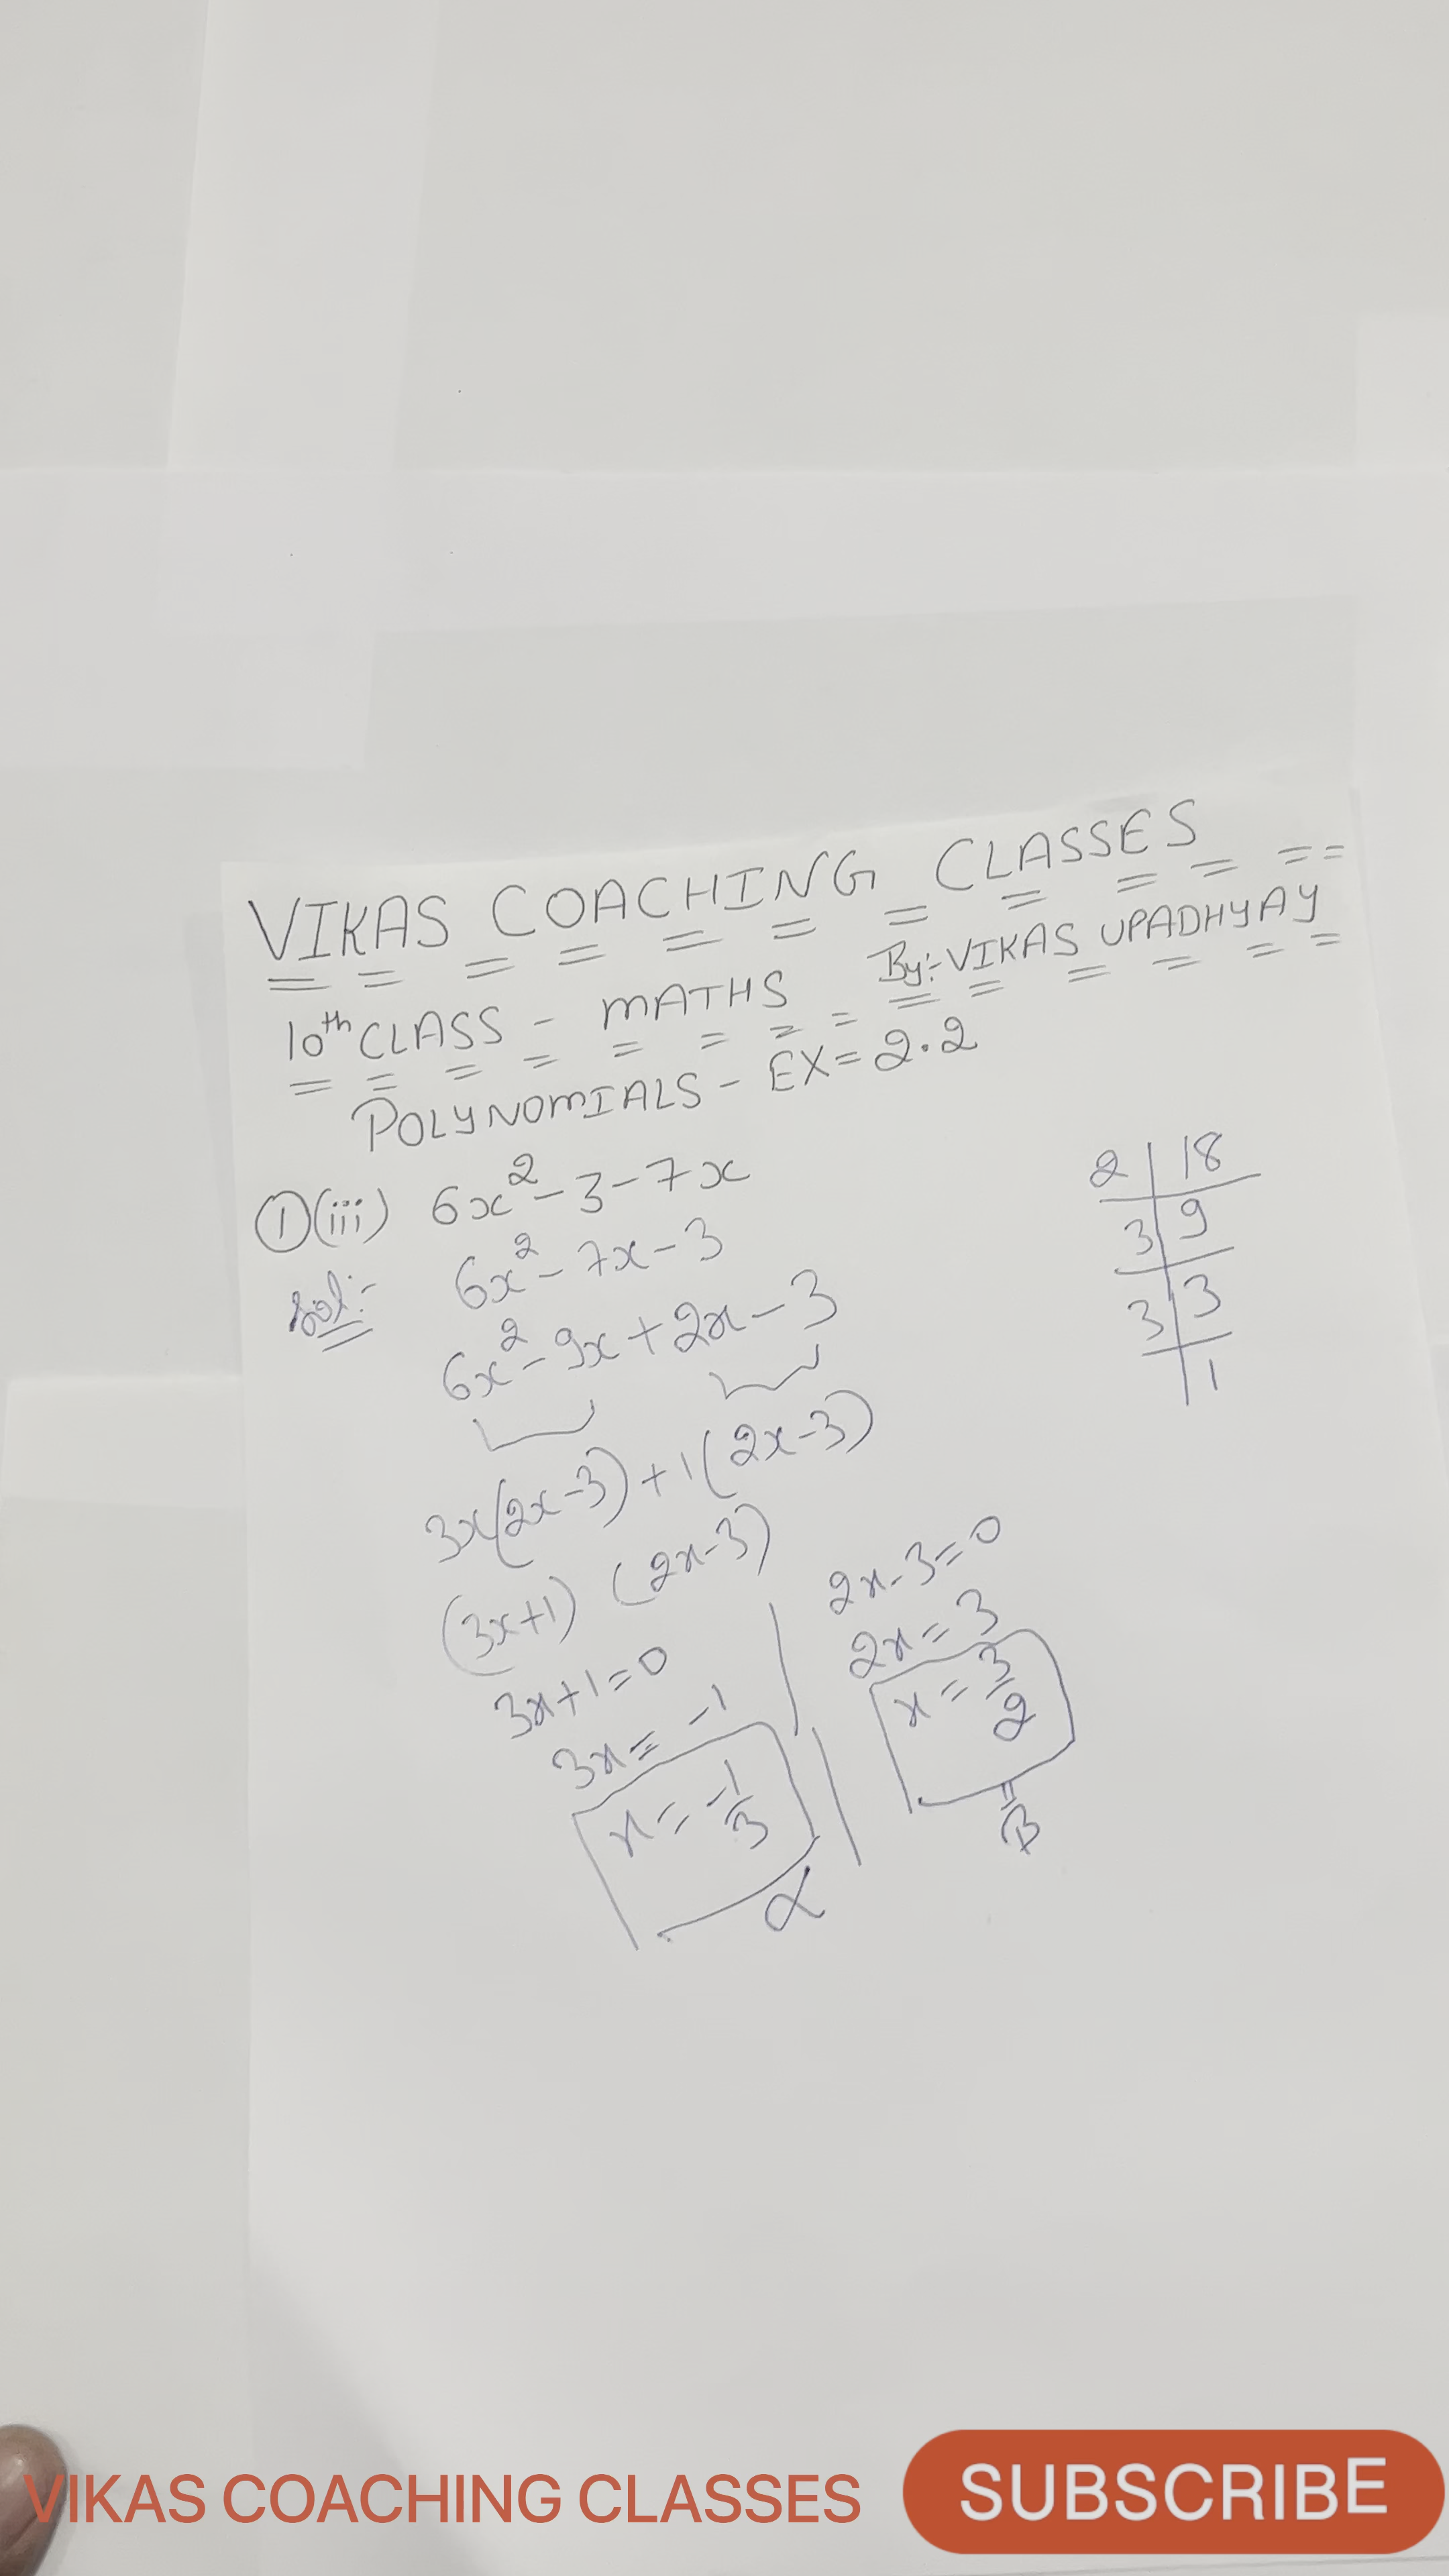 VIKAS COACHING CLASSES
10th CLASS - MATHS By:- VIKAS UPADHYAY
POLYNOMIALS - EX = 2.2
①(iii) 6x² - 3 - 7x
Sol:- 6x² - 7x - 3
6x² - 9x + 2x - 3
3x(2x-3) + 1(2x-3)
(3x+1) (2x-3)
3x+1=0
3x = -1
x = -1/3
α
2x-3=0
2x = 3
x = 3/2
= β
2 | 18
3 | 9
3 | 3
| 1
VIKAS COACHING CLASSES
SUBSCRIBE